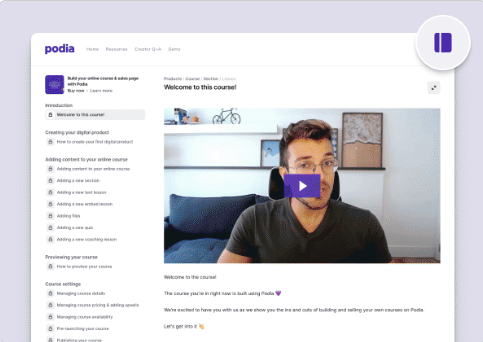 podia
Home Resources Creator Q+A Demo
Build your online course & sales page
with Podia
Buy now • Learn more
Introduction
Welcome to this course!
Creating your digital product
How to create your first digital product
Adding content to your online course
Adding content to your online course
Adding a new section
Adding a new text lesson
Adding a new embed lesson
Adding files
Adding a new quiz
Adding a new coaching lesson
Previewing your course
How to preview your course
Course settings
Managing course details
Managing course pricing & adding upsells
Managing course availability
Pre-launching your course
Publishing your course
Products / Course / Section / Lesson
Welcome to this course!
Welcome to the course!
The course you're in right now is built using Podia 💜
We're excited to have you with us as we show you the ins and outs of building and selling your own courses on Podia.
Let's get into it 👏